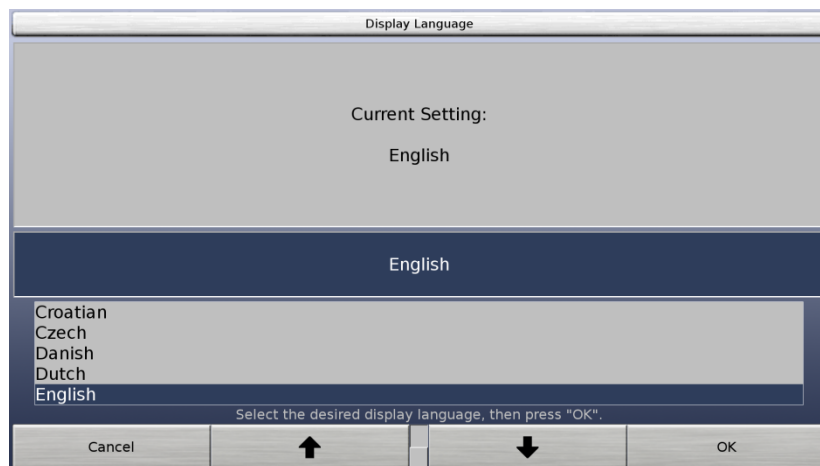 Display Language
Current Setting:
English
English
Croatian
Czech
Danish
Dutch
English
Select the desired display language, then press "OK".
Cancel
OK